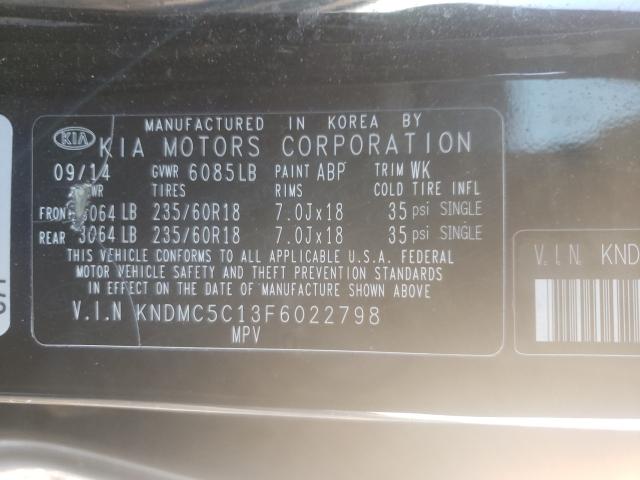 MANUFACTURED IN KOREA BY
KIA KIA MOTORS CORPORATION
09/14 GVWR 6085LB PAINT ABP TRIM WK
TIRES RIMS COLD TIRE INFL
FRONT LB 235/60R18 7.0Jx18 35 psi SINGLE
REAR 3064 LB 235/60R18 7.0Jx18 35 psi SINGLE
THIS VEHICLE CONFORMS TO ALL APPLICABLE U.S.A. FEDERAL
MOTOR VEHICLE SAFETY AND THEFT PREVENTION STANDARDS
IN EFFECT ON THE DATE OF MANUFACTURE SHOWN ABOVE.
V.I.N KNDMC5C13F6022798
MPV
V.I.N. KND